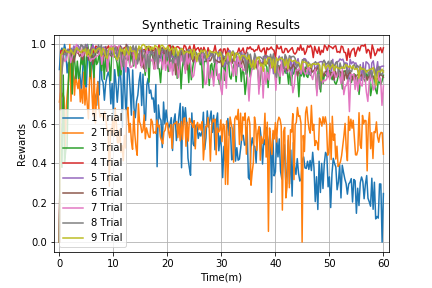 Synthetic Training Results
1.0
0.8
0.6
0.4
0.2
0.0
Rewards
1 Trial
2 Trial
3 Trial
4 Trial
5 Trial
6 Trial
7 Trial
8 Trial
9 Trial
0
10
20
30
40
50
60
Time(m)